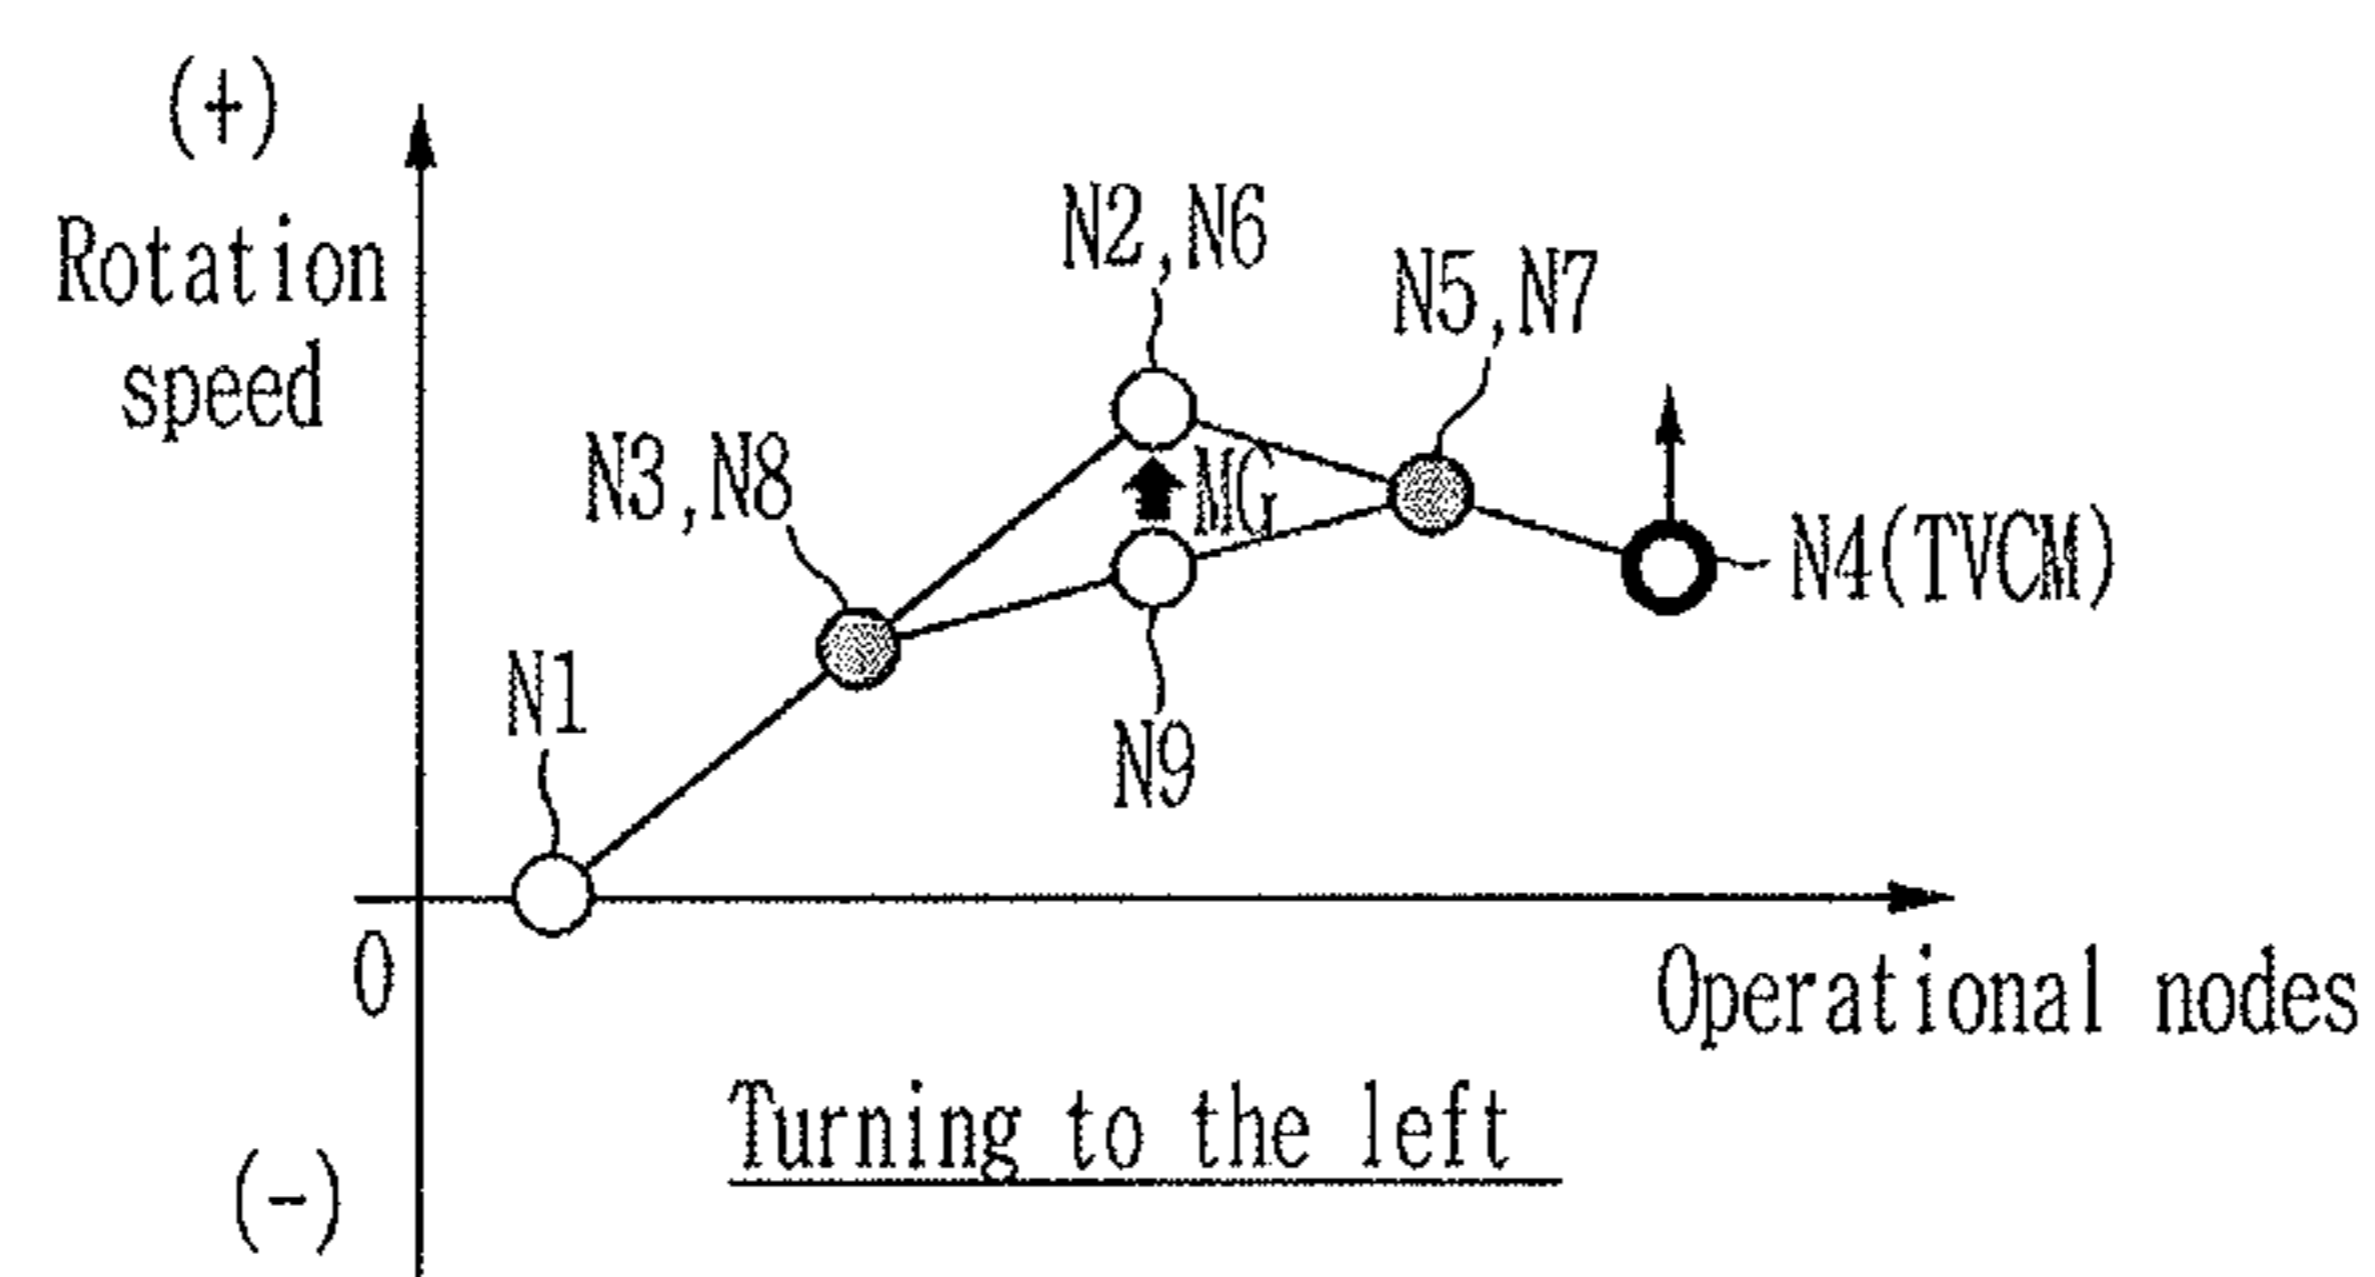 (+)
Rotation
speed
N2,N6
N5,N7
N3,N8
MG
N4(TVCM)
N1
N9
0
Operational nodes
Turning to the left
(-)